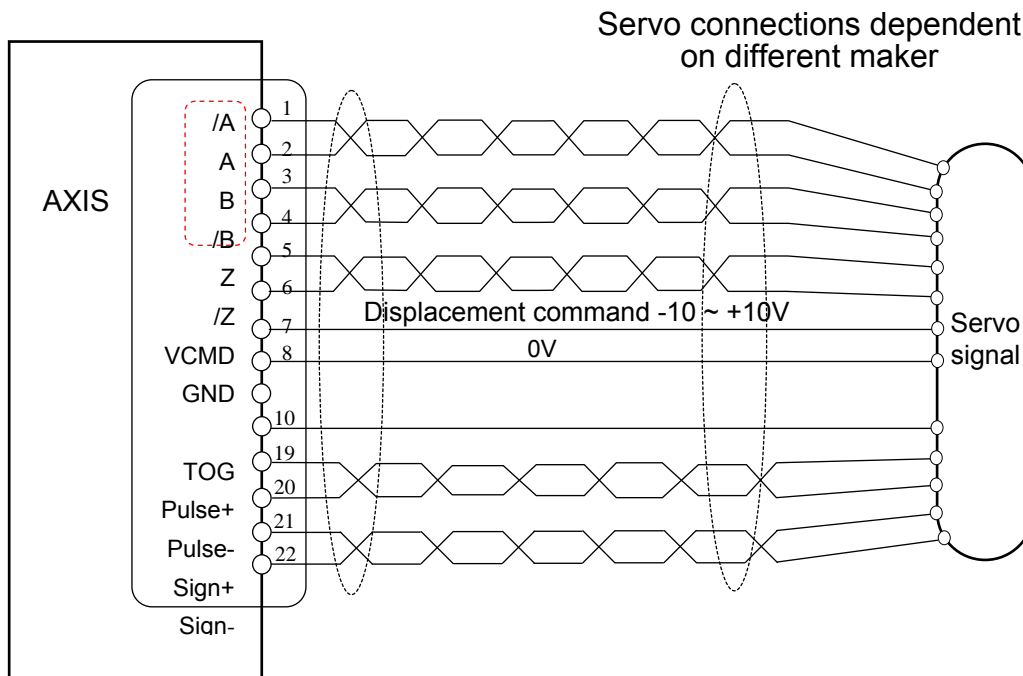 Servo connections dependent
on different maker
AXIS
/A
A
B
/B
Z
/Z
VCMD
GND
TOG
Pulse+
Pulse-
Sign+
Sign-
1
2
3
4
5
6
7
8
10
19
20
21
22
Displacement command -10 ~ +10V
0V
Servo
signal